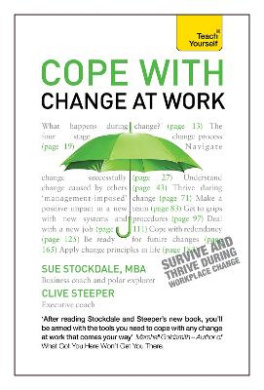 Teach
Yourself
COPE WITH
CHANGE AT WORK
What happens during change? (page 13) The
four stage change process
(page 19) Navigate
change successfully (page 27) Understand
change caused by others (page 43) Thrive during
'management-imposed' change (page 71) Make a
positive impact in a new team (page 83) Get to grips
with new systems and procedures (page 97) Deal
with a new job (page 111) Cope with redundancy
(page 125) Be ready for future changes (page
165) Apply change principles in life (page
SURVIVE AND
THRIVE DURING
WORKPLACE CHANGE
SUE STOCKDALE, MBA
Business coach and polar explorer
CLIVE STEEPER
Executive coach
'After reading Stockdale and Steeper's new book, you'll
be armed with the tools you need to cope with any change
at work that comes your way' Marshall Goldsmith – Author of
What Got You Here Won't Get You There.